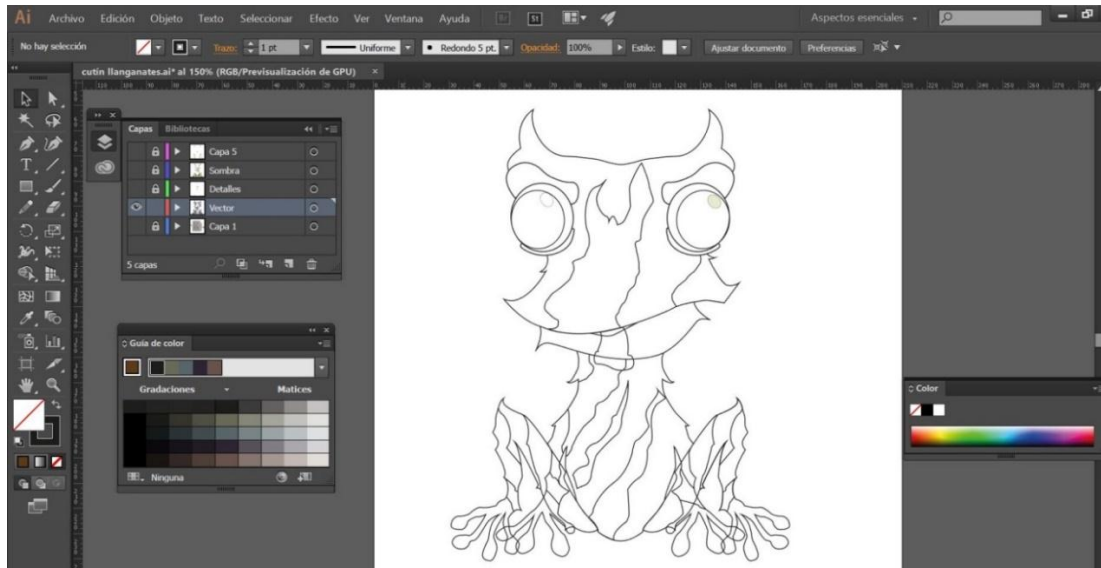 Ai Archivo Edición Objeto Texto Seleccionar Efecto Ver Ventana Ayuda Br St Aspectos esenciales
No hay selección Trazo: 1 pt Uniforme Redondo 5 pt. Opacidad: 100% Estilo: Ajustar documento Preferencias
cutin llanganates.ai* al 150% (RGB/Previsualización de GPU) ×
Capas Bibliotecas
Capa 5
Sombra
Detalles
Vector
Capa 1
5 capas
Guía de color
Gradaciones Matices
Ninguna
Color